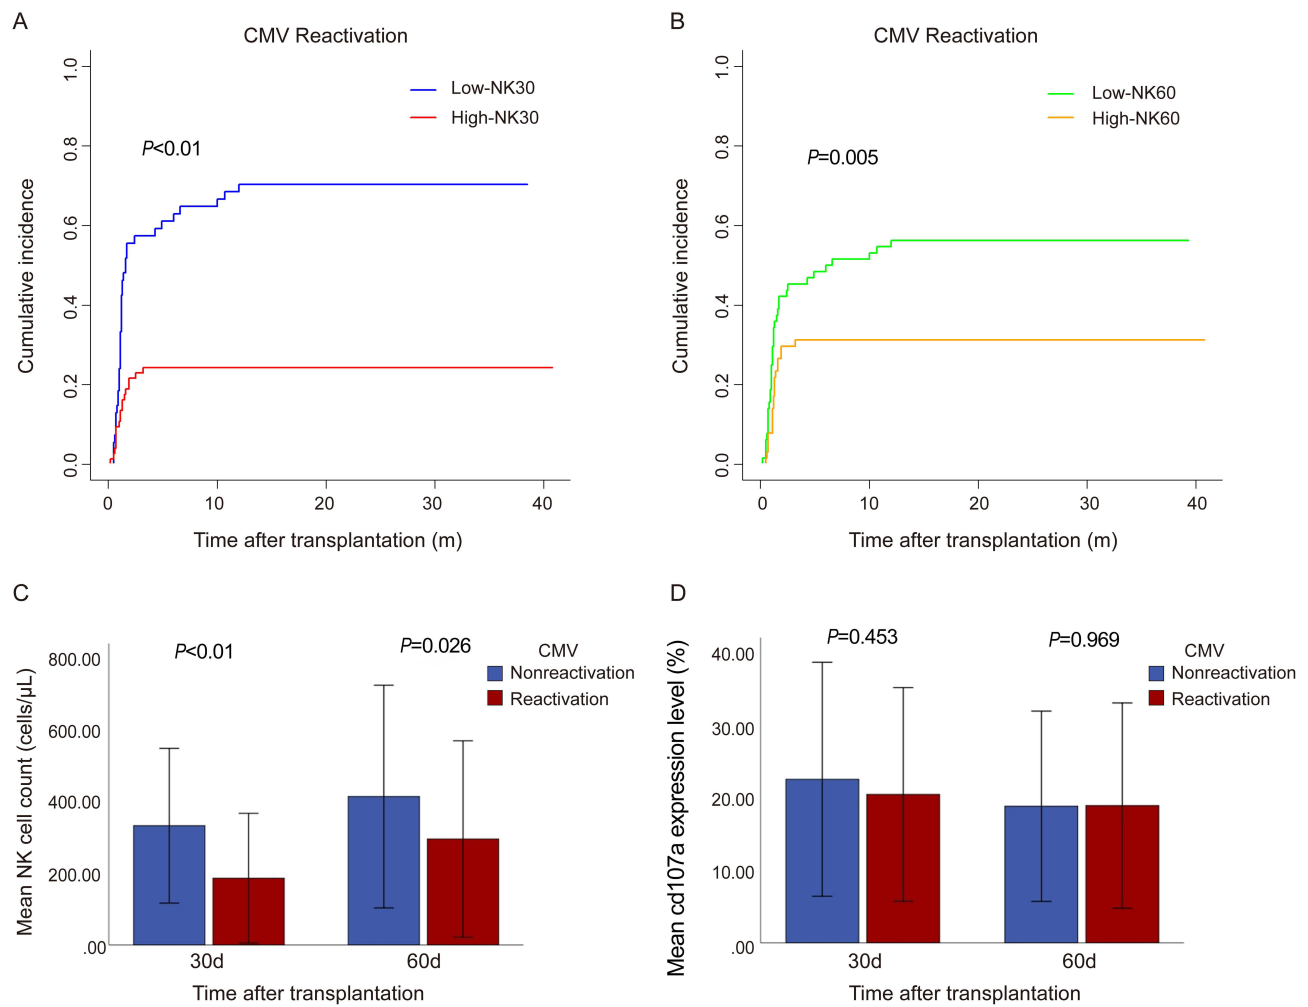 A
CMV Reactivation
Low-NK30
High-NK30
P<0.01
Cumulative incidence
1.0
0.8
0.6
0.4
0.2
0.0
0 10 20 30 40
Time after transplantation (m)
B
CMV Reactivation
Low-NK60
High-NK60
P=0.005
Cumulative incidence
1.0
0.8
0.6
0.4
0.2
0.0
0 10 20 30 40
Time after transplantation (m)
C
P<0.01
P=0.026
CMV
Nonreactivation
Reactivation
Mean NK cell count (cells/μL)
800.00
600.00
400.00
200.00
.00
30d 60d
Time after transplantation
D
P=0.453
P=0.969
CMV
Nonreactivation
Reactivation
Mean cd107a expression level (%)
40.00
30.00
20.00
10.00
.00
30d 60d
Time after transplantation